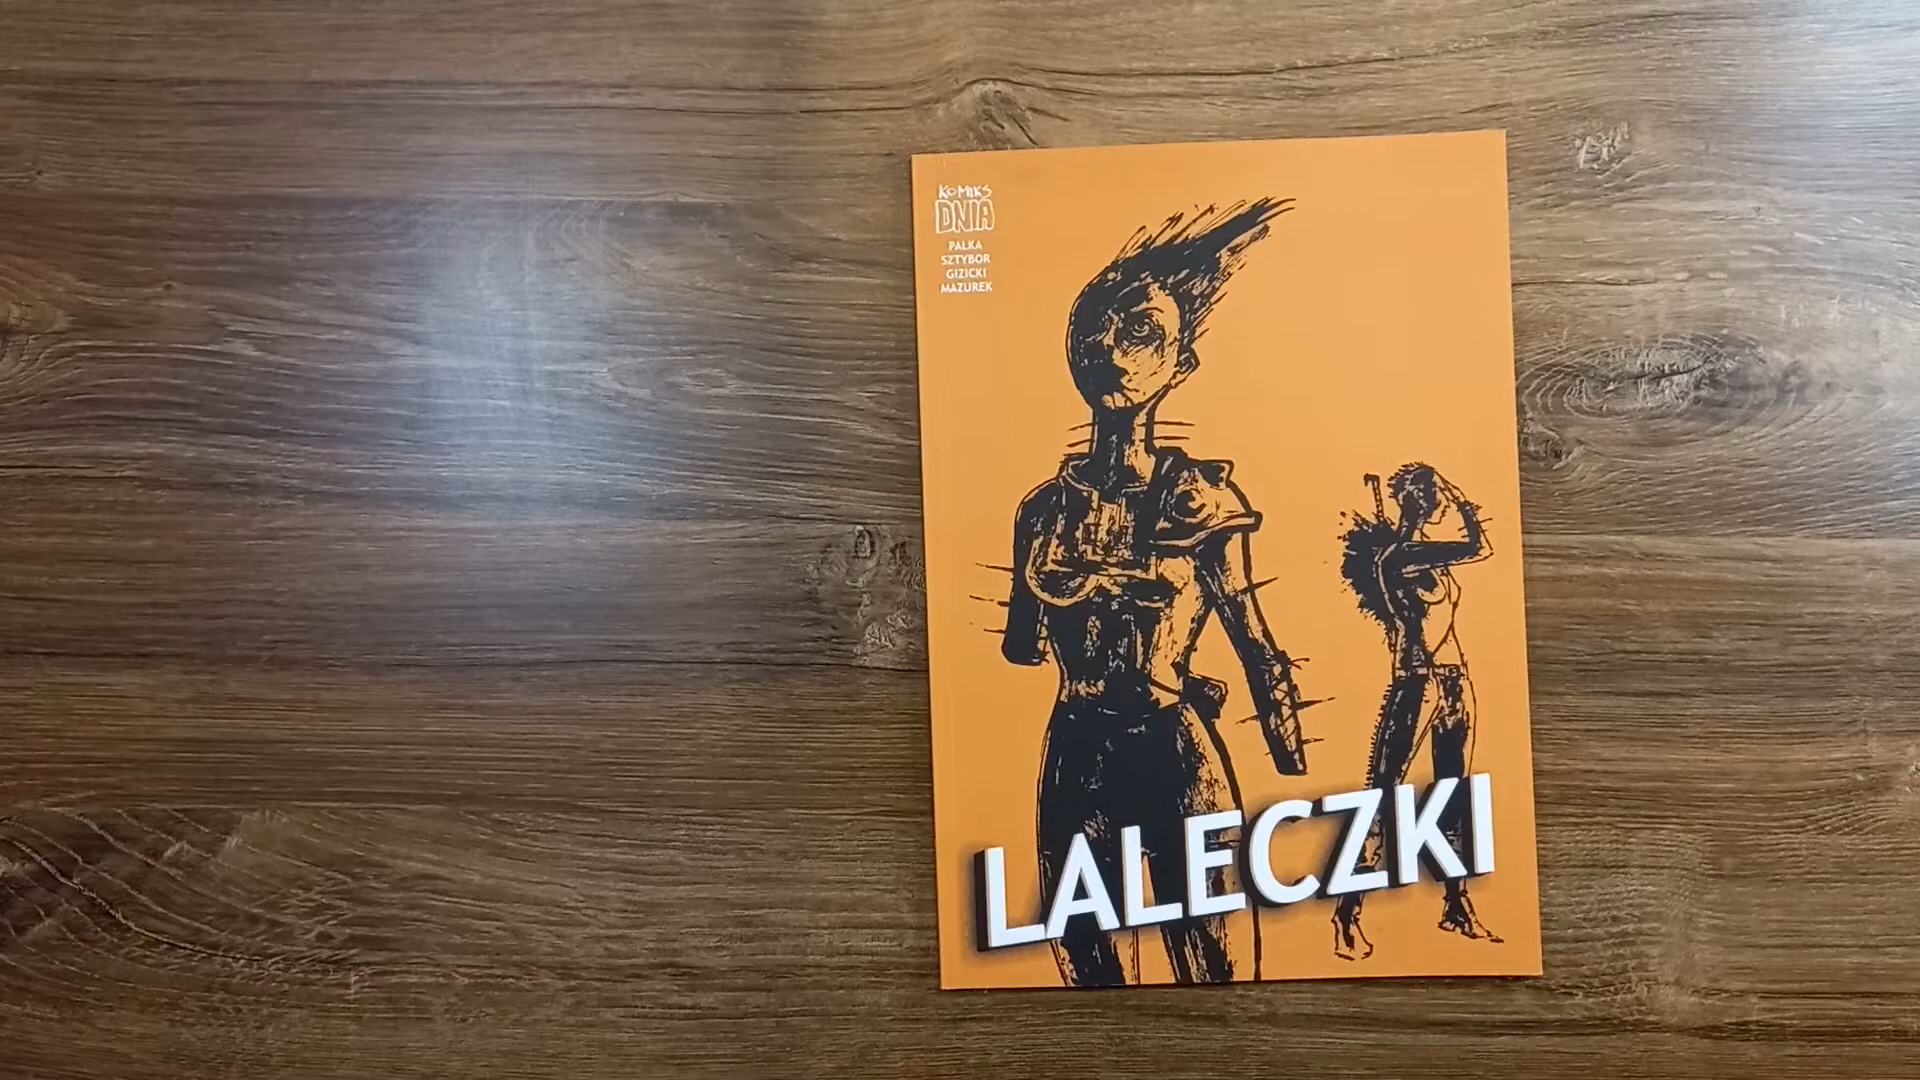 KOMIKS
DNIA
PAŁKA
SZTYBOR
GIZICKI
MAZUREK
LALECZKI